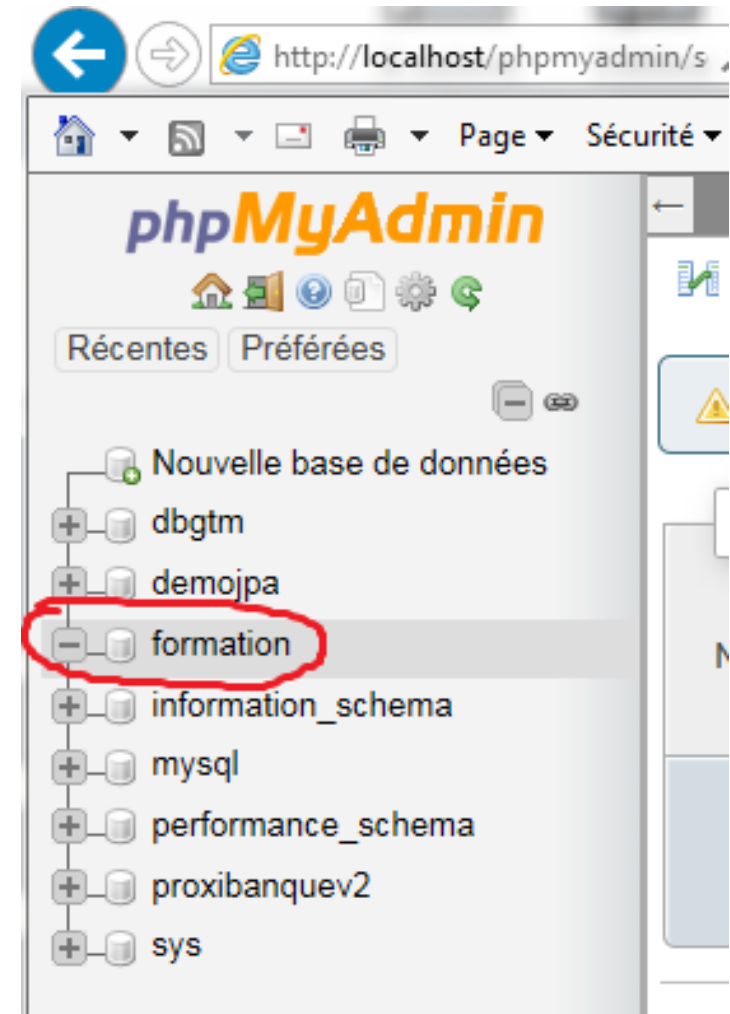 http://localhost/phpmyadmin/s
Page Sécurité
phpMyAdmin
Récentes Préférées
Nouvelle base de données
dbgtm
demojpa
formation
information_schema
mysql
performance_schema
proxibanquev2
sys